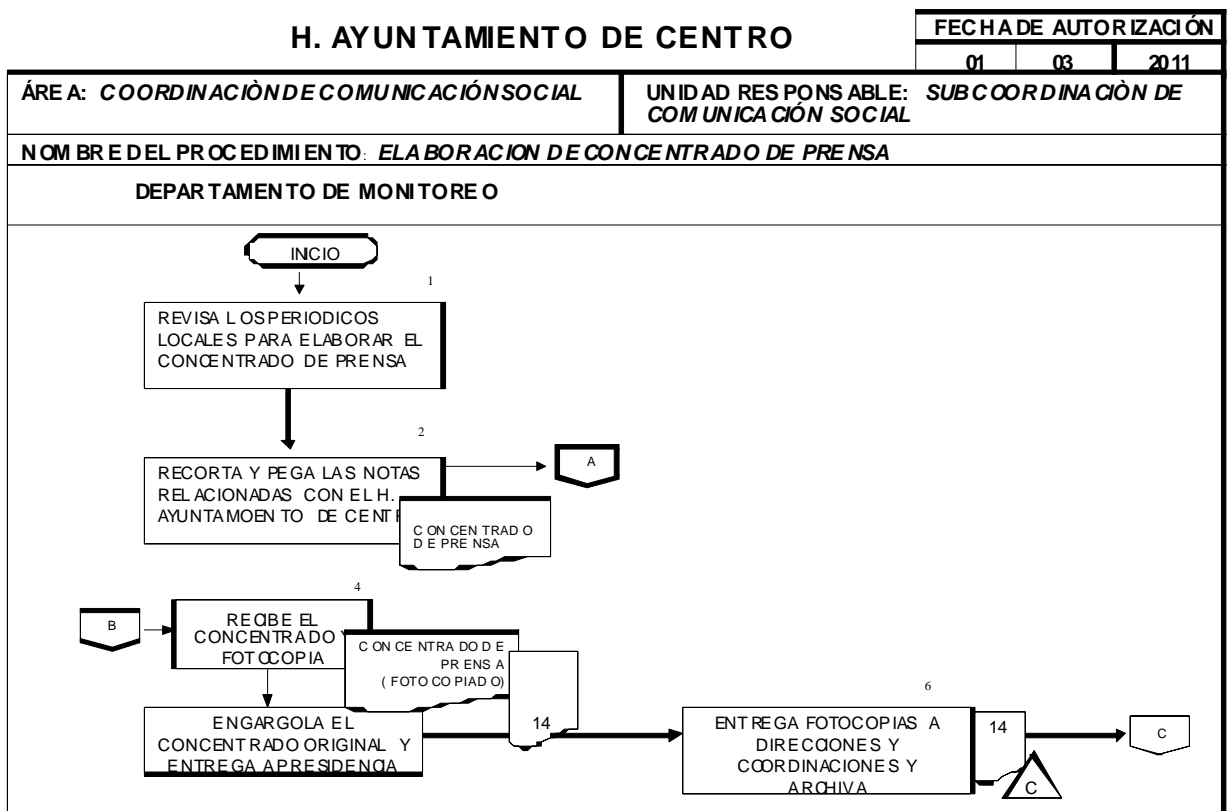 H. AYUNTAMIENTO DE CENTRO
FECHA DE AUTORIZACIÓN
01 03 2011
ÁREA: COORDINACIÒN DE COMUNICACIÓN SOCIAL
UNIDAD RESPONSABLE: SUBCOORDINACIÒN DE
COMUNICACIÓN SOCIAL
NOMBRE DEL PROCEDIMIENTO: ELABORACION DE CONCENTRADO DE PRENSA
DEPARTAMENTO DE MONITOREO
INICIO
1
REVISA LOS PERIODICOS
LOCALES PARA ELABORAR EL
CONCENTRADO DE PRENSA
2
RECORTA Y PEGA LAS NOTAS
RELACIONADAS CON EL H.
AYUNTAMOENTO DE CENTR
A
CONCENTRADO
DE PRENSA
4
B
RECIBE EL
CONCENTRADO Y
FOTOCOPIA
CONCENTRADO DE
PRENSA
(FOTOCOPIADO)
14
ENGARGOLA EL
CONCENTRADO ORIGINAL Y
ENTREGA A PRESIDENCIA
6
ENTREGA FOTOCOPIAS A
DIRECCIONES Y
COORDINACIONES Y
ARCHIVA
14
C
C